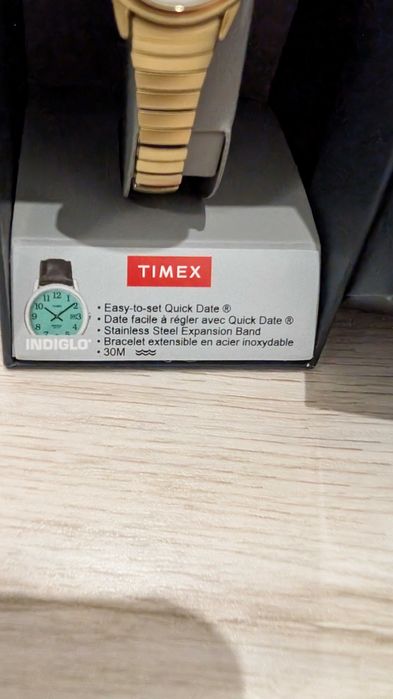 TIMEX
• Easy-to-set Quick Date ®
• Date facile à régler avec Quick Date ®
• Stainless Steel Expansion Band
• Bracelet extensible en acier inoxydable
• 30M
INDIGLO®